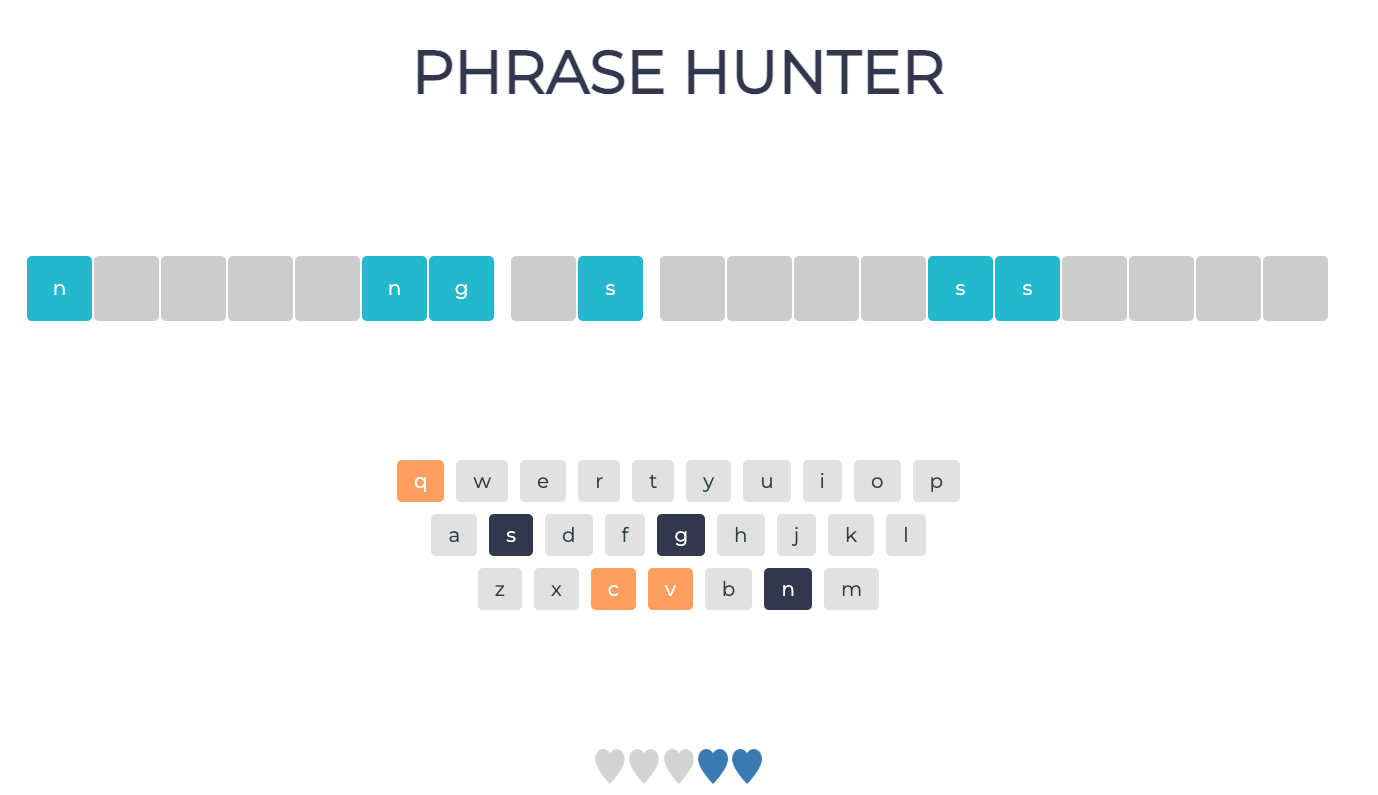 PHRASE HUNTER
n n g s s s
q w e r t y u i o p
a s d f g h j k l
z x c v b n m